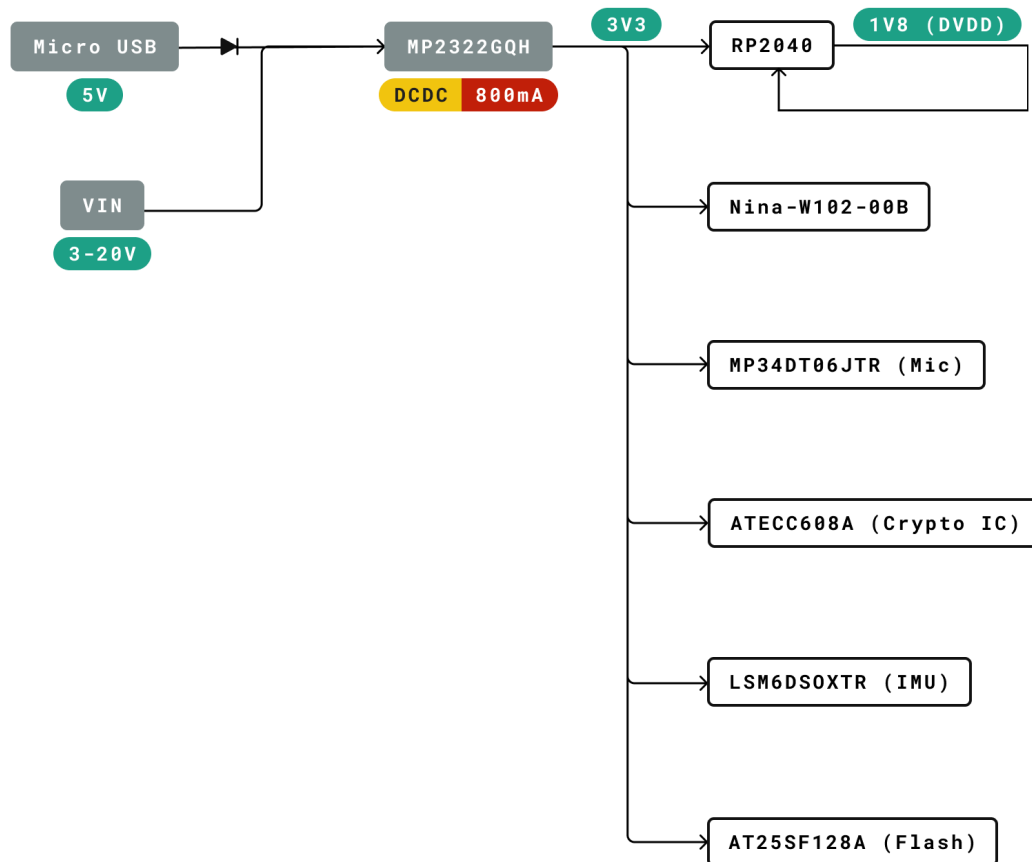 Micro USB
5V
VIN
3-20V
MP2322GQH
DCDC 800mA
3V3
RP2040
1V8 (DVDD)
Nina-W102-00B
MP34DT06JTR (Mic)
ATECC608A (Crypto IC)
LSM6DSOXTR (IMU)
AT25SF128A (Flash)